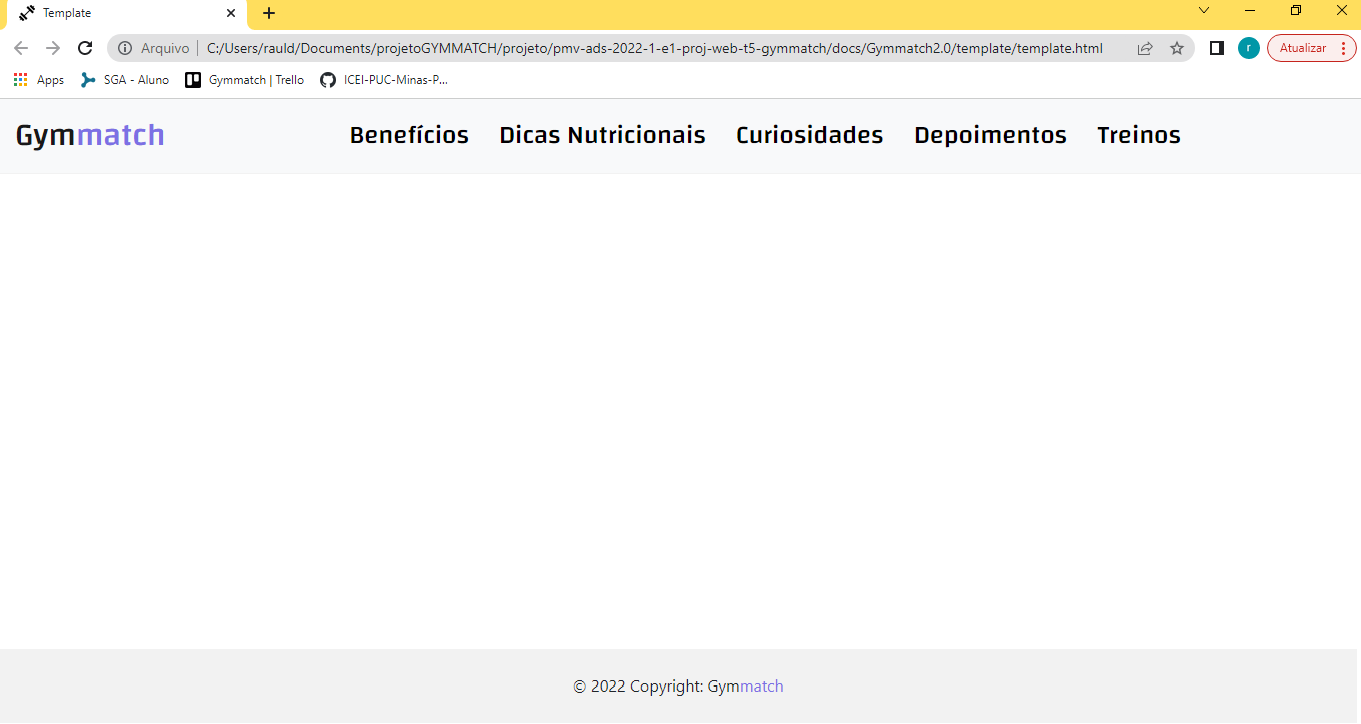 Template
Arquivo C:/Users/rauld/Documents/projetoGYMMATCH/projeto/pmv-ads-2022-1-e1-proj-web-t5-gymmatch/docs/Gymmatch2.0/template/template.html r Atualizar
Apps SGA - Aluno Gymmatch | Trello ICEI-PUC-Minas-P...
Gymmatch Benefícios Dicas Nutricionais Curiosidades Depoimentos Treinos
© 2022 Copyright: Gymmatch